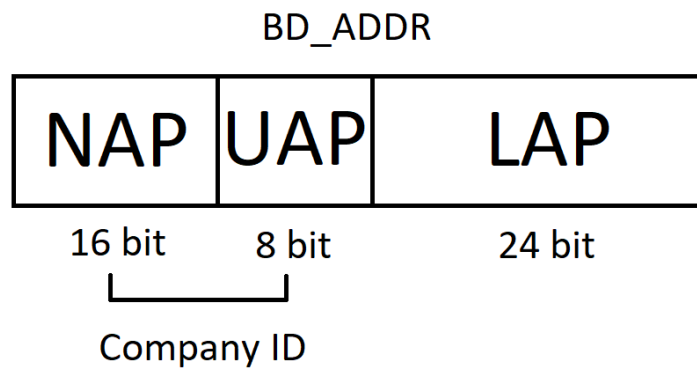 BD_ADDR
NAP UAP LAP
16 bit 8 bit 24 bit
Company ID